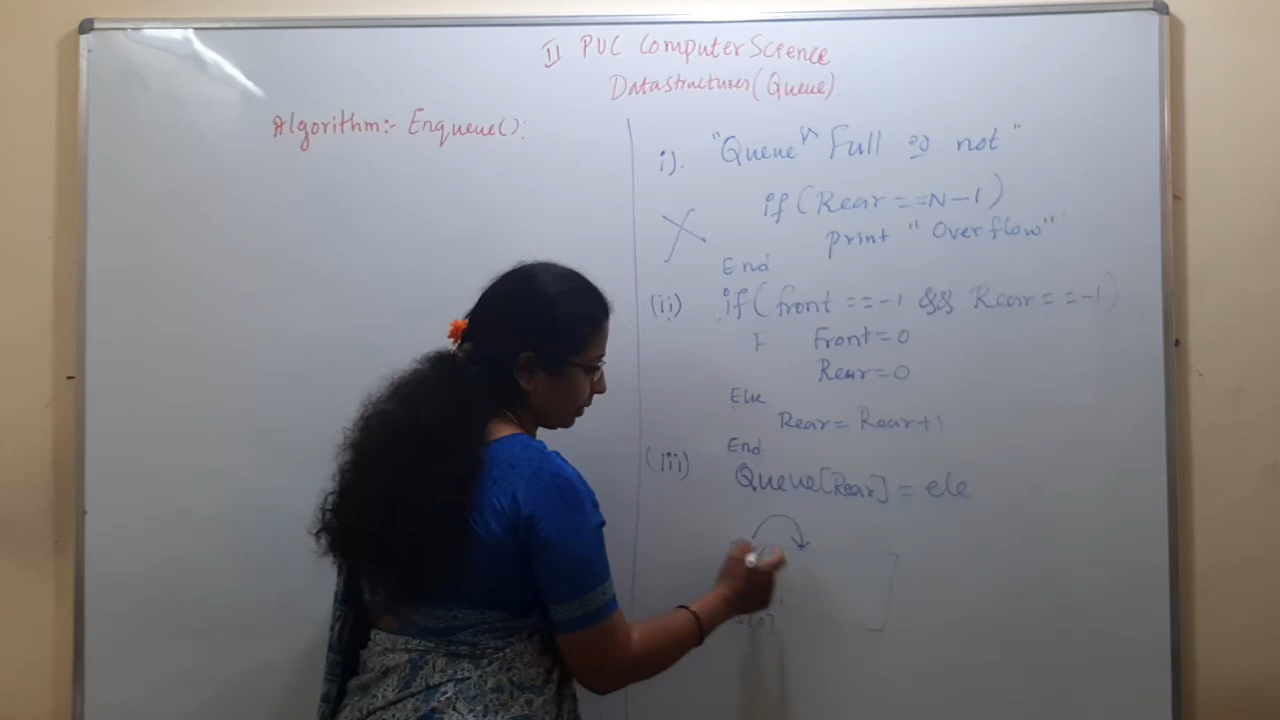 II PUC Computer Science
Datastructures (Queue)
Algorithm:- Enqueue():
i). "Queue" Full or not"
if (Rear ==N-1)
print "Overflow"
End
(ii) if (front ==-1 && Rear ==-1)
F Front=0
Rear=0
Else
Rear= Rear+1
End
(iii) Queue[Rear] = ele